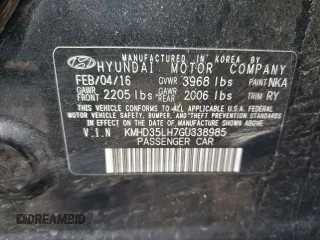 MANUFACTURED IN KOREA BY
HYUNDAI MOTOR COMPANY
FEB/04/16 GVWR 3968 lbs PAINT NKA
GAWR FRONT 2205 lbs GAWR -REAR 2006 lbs TRIM RY
THIS VEHICLE CONFORMS TO ALL APPLICABLE U.S.
FEDERAL MOTOR VEHICLE SAFETY, BUMPER, AND THEFT
PREVENTION STANDARDS IN EFFECT ON THE DATE OF
MANUFACTURE SHOWN ABOVE.
V.I.N KMHD35LH7GU338985
PASSENGER CAR
© DREAMBID